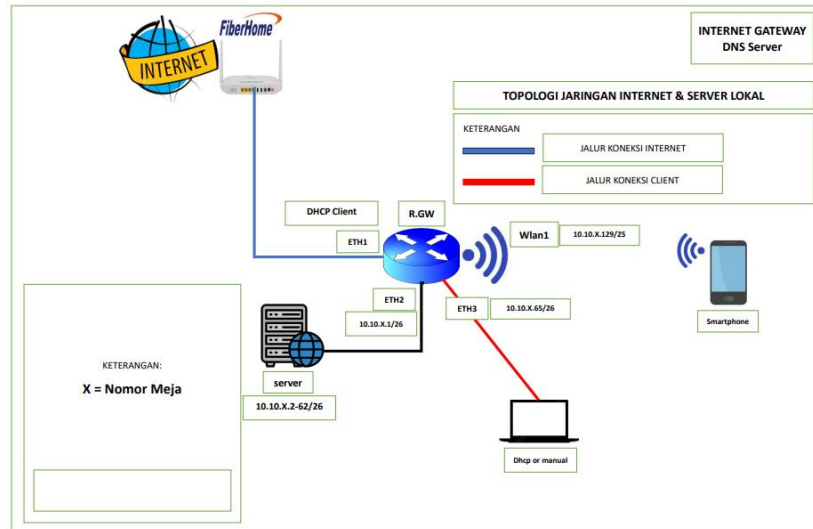 FiberHome
INTERNET
INTERNET GATEWAY
DNS Server
TOPOLOGI JARINGAN INTERNET & SERVER LOKAL
KETERANGAN
JALUR KONEKSI INTERNET
JALUR KONEKSI CLIENT
DHCP Client
R.GW
ETH1
Wlan1
10.10.X.129/25
ETH2
10.10.X.1/26
ETH3
10.10.X.65/26
Smartphone
KETERANGAN:
X = Nomor Meja
server
10.10.X.2-62/26
Dhcp or manual